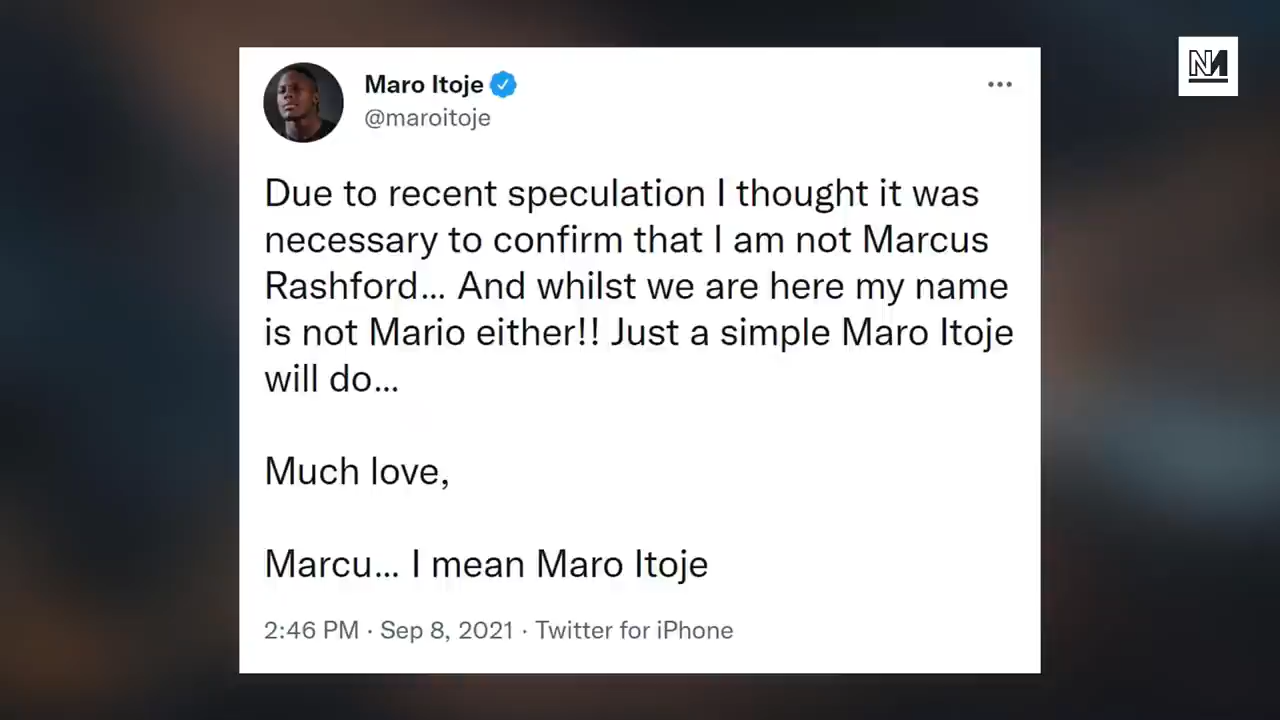 Maro Itoje
@maroitoje
Due to recent speculation I thought it was
necessary to confirm that I am not Marcus
Rashford... And whilst we are here my name
is not Mario either!! Just a simple Maro Itoje
will do...
Much love,
Marcu... I mean Maro Itoje
2:46 PM · Sep 8, 2021 · Twitter for iPhone
NM